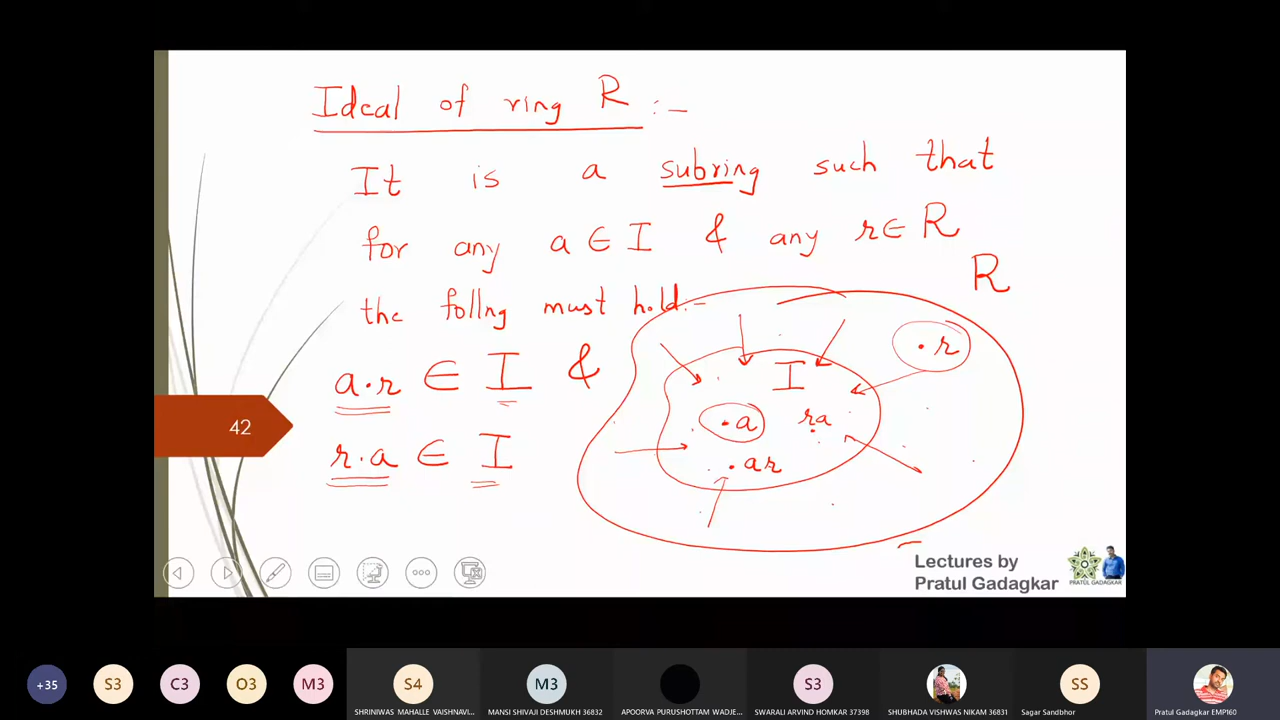 Ideal of ring R :-
It is a subring such that
for any a ∈ I & any r ∈ R
R
the follng must hold:-
a.r ∈ I &
r.a ∈ I
I
.r
.a
ra
.ar
42
Lectures by
Pratul Gadagkar
PRATUL GADAGKAR
+35
S3
C3
O3
M3
S4
M3
S3
SS
SHRINIWAS MAHALLE VAISHNAVI...
MANSI SHIVAJI DESHMUKH 36832
APOORVA PURUSHOTTAM WADJE...
SWARALI ARVIND HOMKAR 37398
SHUBHADA VISHWAS NIKAM 36831
Sagar Sandbhor
Pratul Gadagkar EMP160